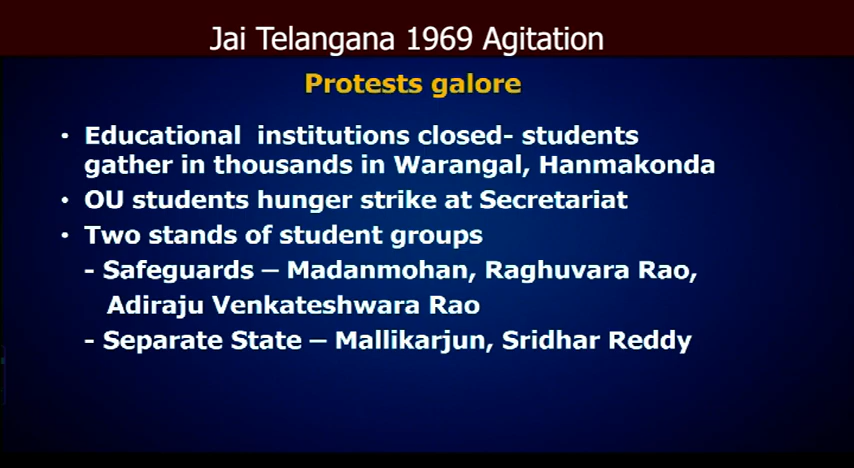 Jai Telangana 1969 Agitation
Protests galore
• Educational institutions closed- students
gather in thousands in Warangal, Hanmakonda
• OU students hunger strike at Secretariat
• Two stands of student groups
- Safeguards – Madanmohan, Raghuvara Rao,
Adiraju Venkateshwara Rao
- Separate State – Mallikarjun, Sridhar Reddy